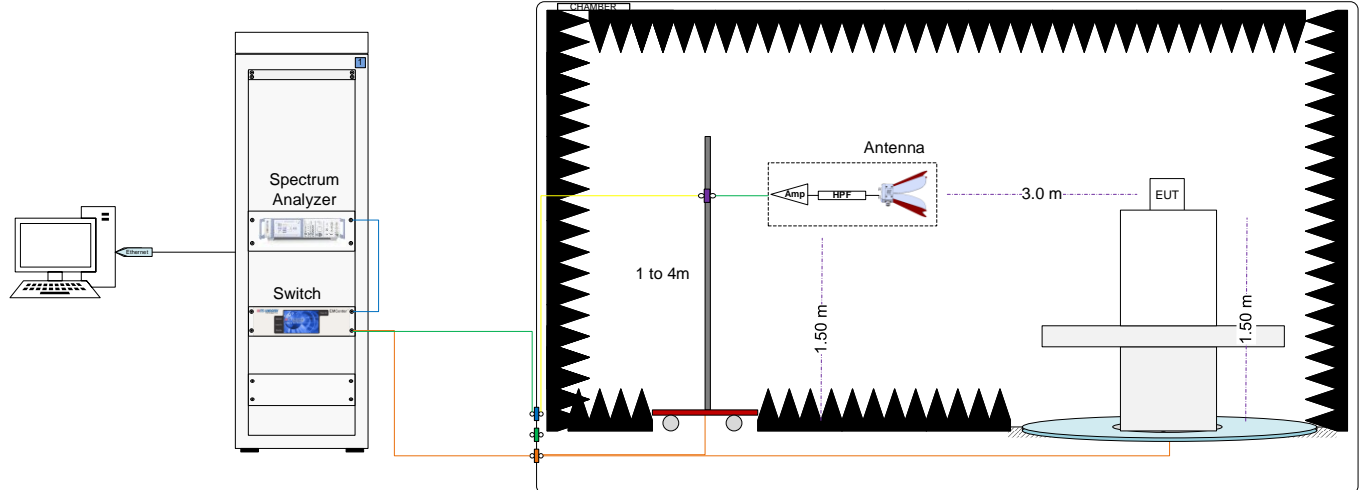 CHAMBER
1
Antenna
Spectrum
Analyzer
Amp
HPF
3.0 m
EUT
Ethernet
1 to 4m
Switch
1.50 m
1.50 m